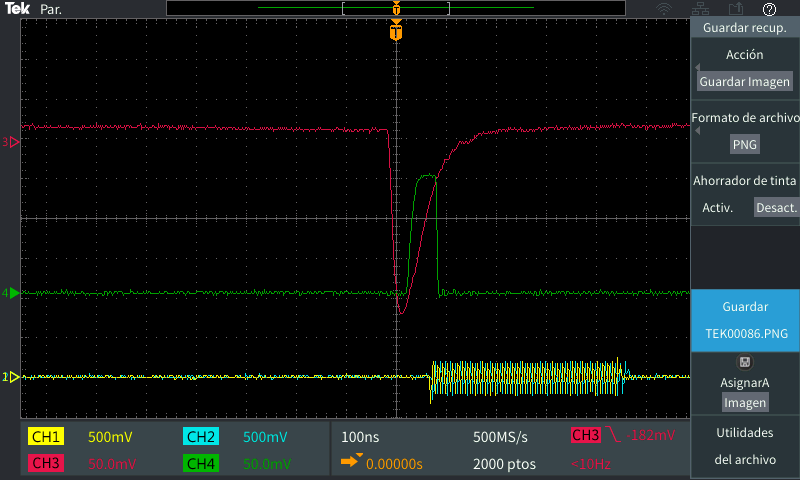 Tek Par.
T
T
?
Guardar recup.
Acción
Guardar Imagen
Formato de archivo
PNG
Ahorrador de tinta
Activ. Desact.
Guardar
TEK00086.PNG
AsignarA
Imagen
Utilidades
del archivo
3
4
CH1 500mV CH2 500mV 100ns 500MS/s CH3 -182mV
CH3 50.0mV CH4 50.0mV 0.00000s 2000 ptos <10Hz